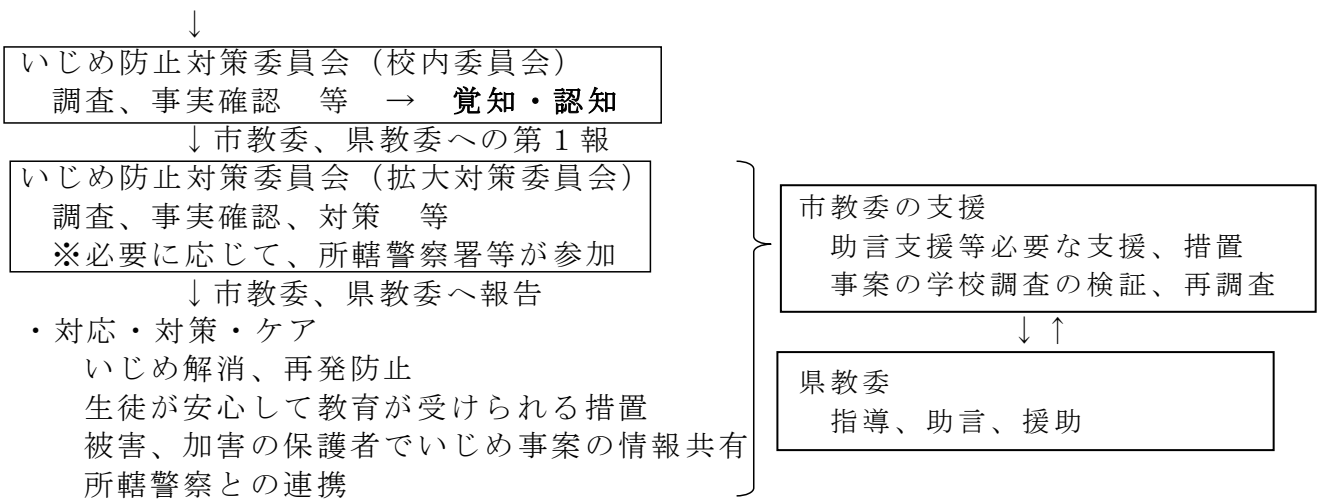 ↓
いじめ防止対策委員会（校内委員会）
調査、事実確認　等　→　覚知・認知
↓市教委、県教委への第１報
いじめ防止対策委員会（拡大対策委員会）
調査、事実確認、対策　等
※必要に応じて、所轄警察署等が参加
↓市教委、県教委へ報告
・対応・対策・ケア
いじめ解消、再発防止
生徒が安心して教育が受けられる措置
被害、加害の保護者でいじめ事案の情報共有
所轄警察との連携
市教委の支援
助言支援等必要な支援、措置
事案の学校調査の検証、再調査
↓↑
県教委
指導、助言、援助